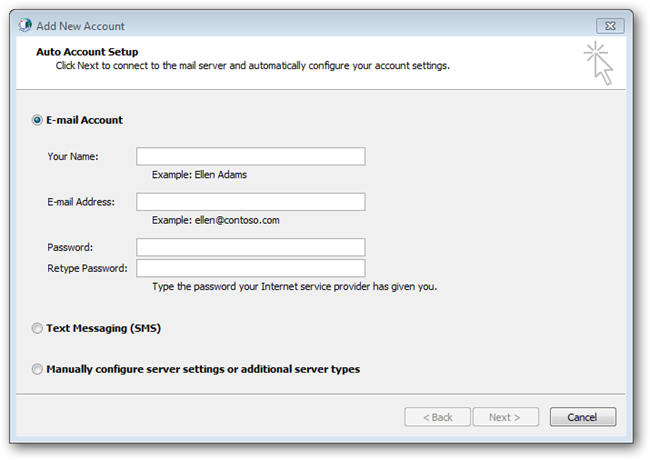 Add New Account
Auto Account Setup
Click Next to connect to the mail server and automatically configure your account settings.
E-mail Account
Your Name:
Example: Ellen Adams
E-mail Address:
Example: ellen@contoso.com
Password:
Retype Password:
Type the password your Internet service provider has given you.
Text Messaging (SMS)
Manually configure server settings or additional server types
< Back Next > Cancel